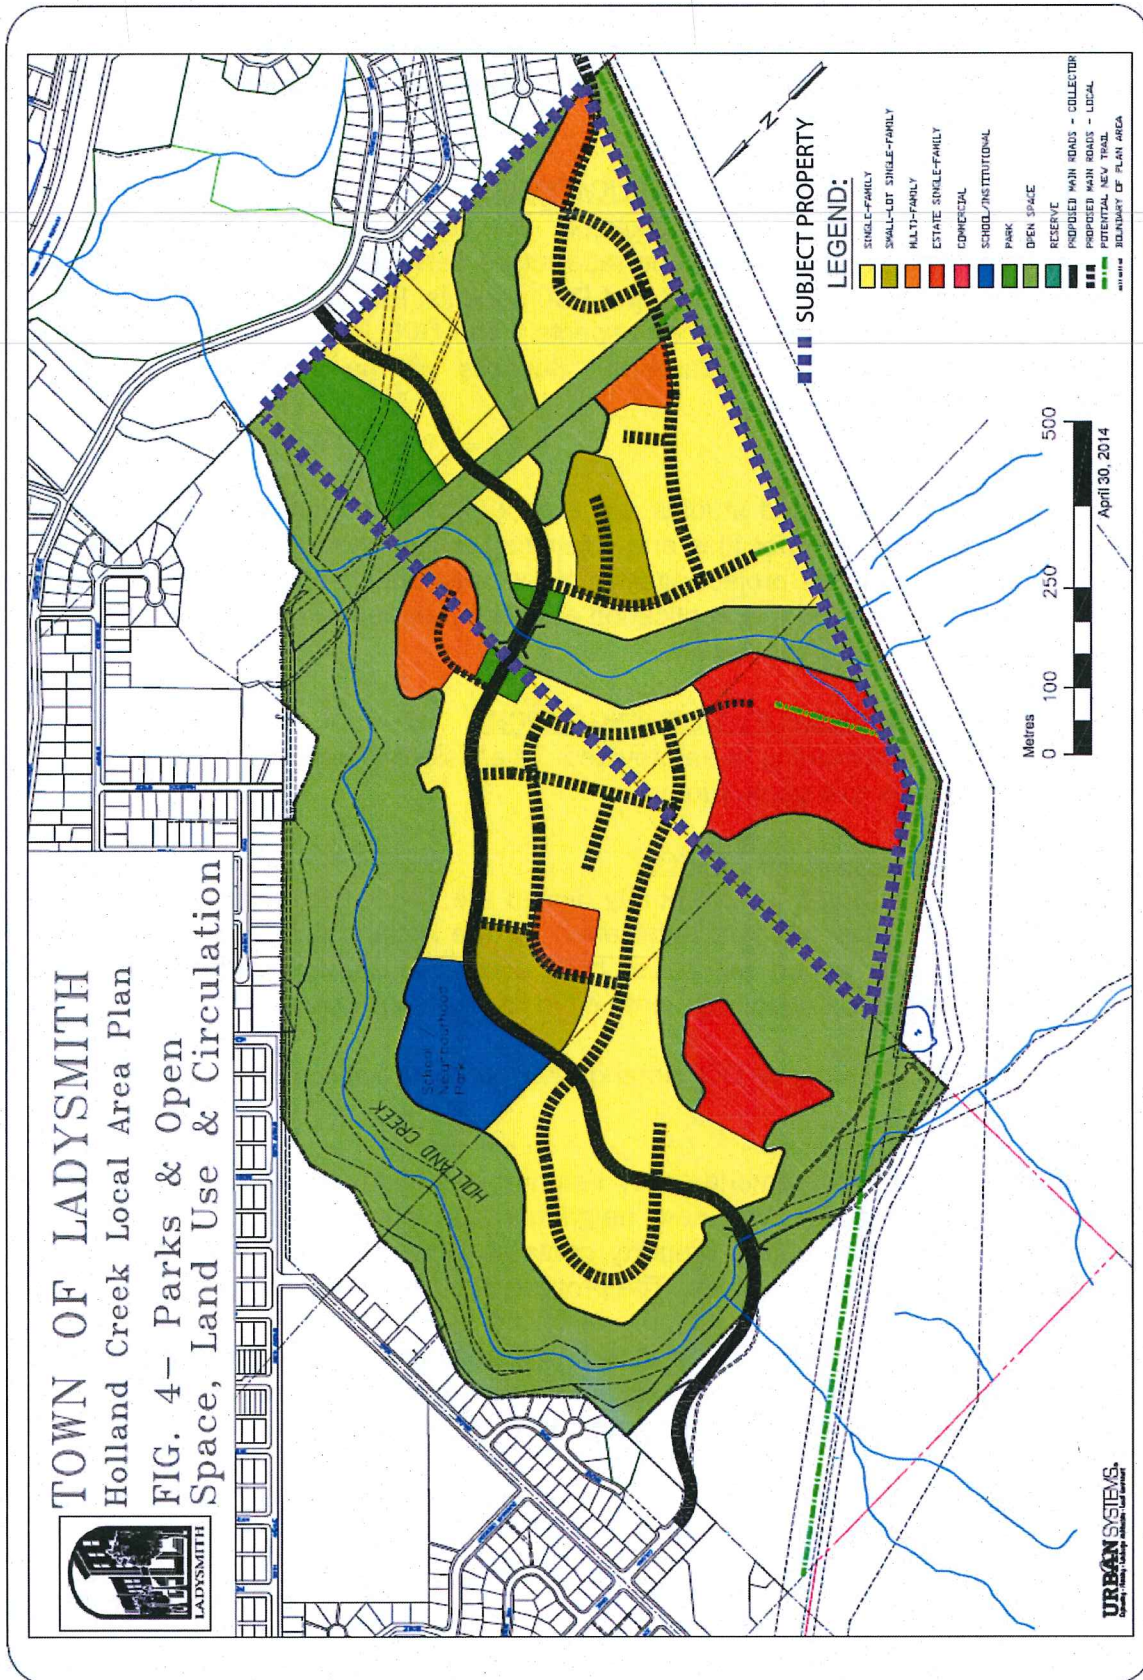 TOWN OF LADYSMITH
Holland Creek Local Area Plan
FIG. 4– Parks & Open
Space, Land Use & Circulation
LADYSMITH
HOLLAND CREEK
School
Neighbourhood
Park
N
SUBJECT PROPERTY
LEGEND:
SINGLE-FAMILY
SMALL-LOT SINGLE-FAMILY
MULTI-FAMILY
ESTATE SINGLE-FAMILY
COMMERCIAL
SCHOOL/INSTITUTIONAL
PARK
OPEN SPACE
RESERVE
PROPOSED MAIN ROADS - COLLECTOR
PROPOSED MAIN ROADS - LOCAL
POTENTIAL NEW TRAIL
BOUNDARY OF PLAN AREA
Metres
0 100 250 500
April 30, 2014
URBANSYSTEMS.